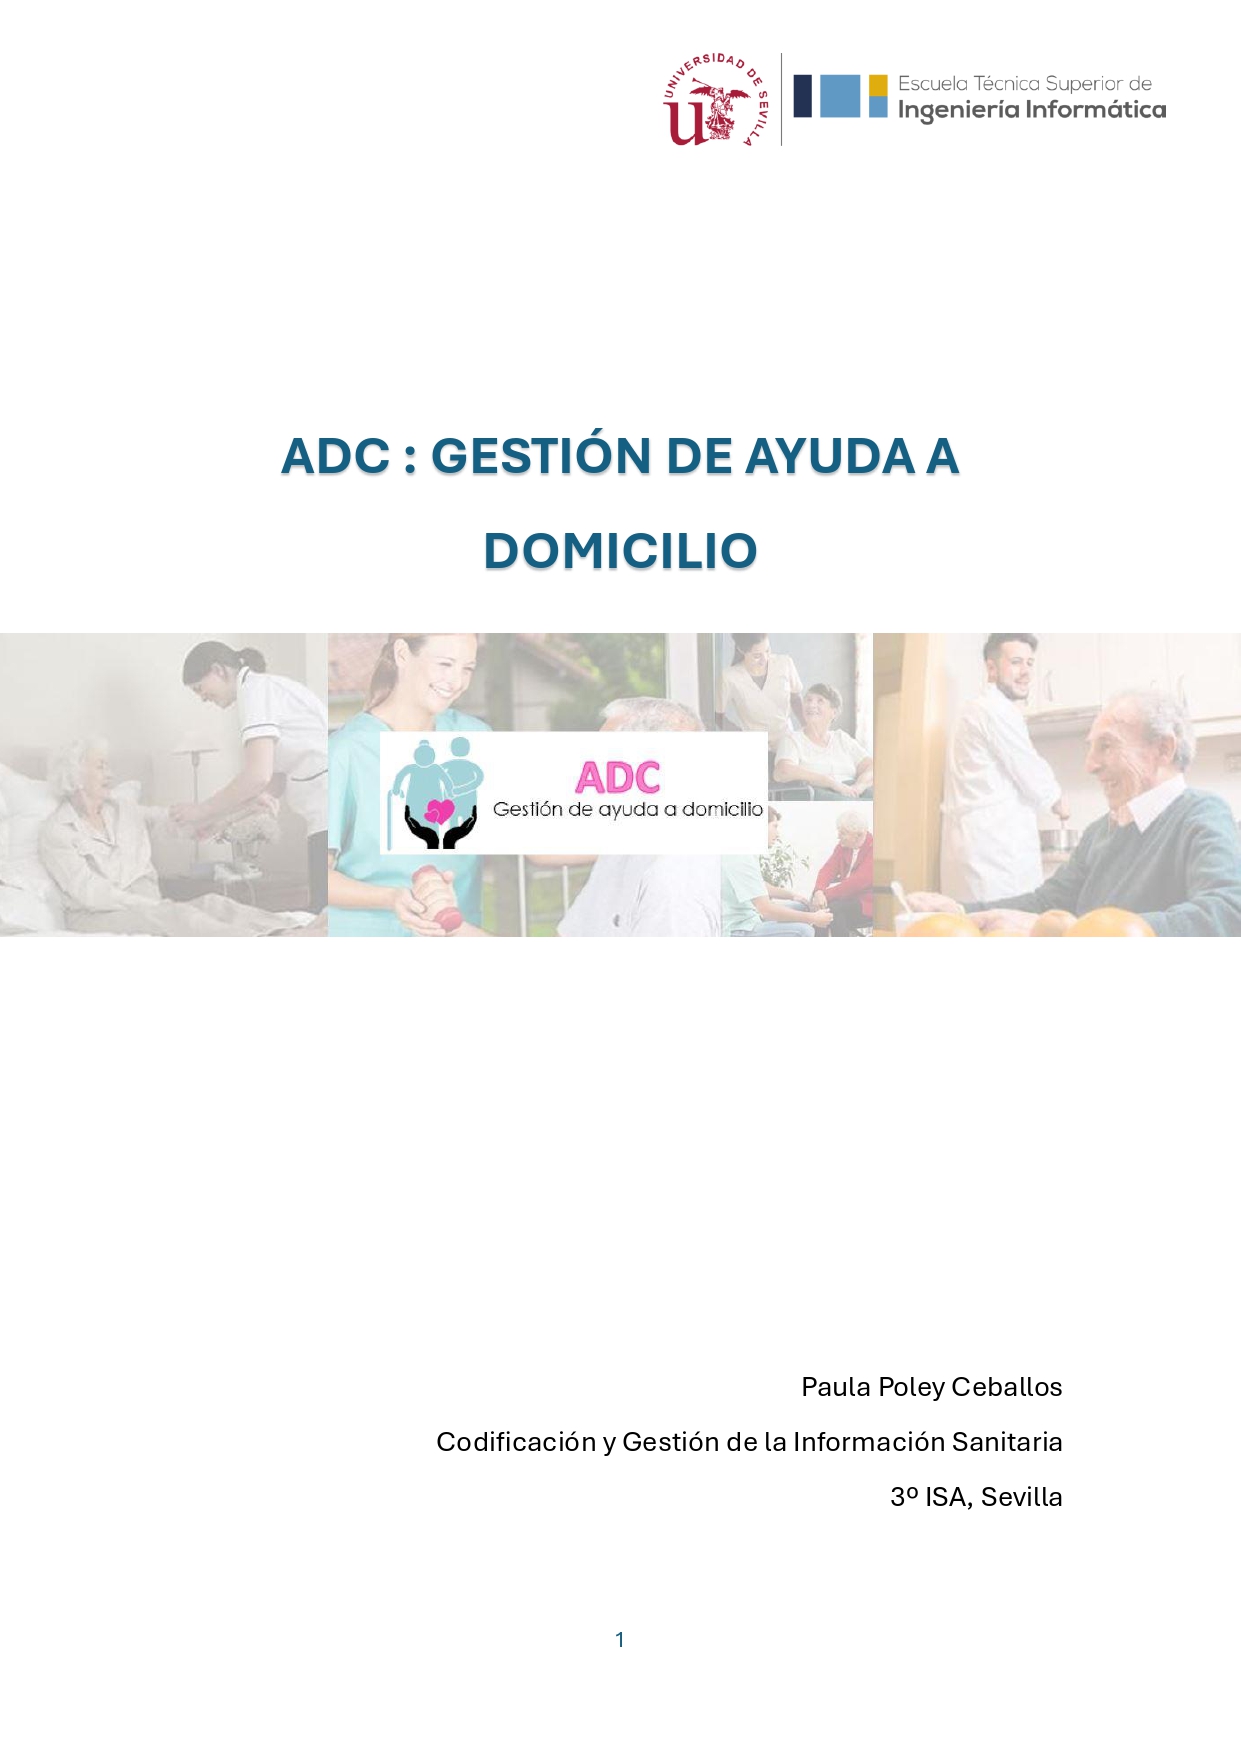 UNIVERSIDAD DE SEVILLA
Escuela Técnica Superior de
Ingeniería Informática
ADC : GESTIÓN DE AYUDA A
DOMICILIO
ADC
Gestión de ayuda a domicilio
Paula Poley Ceballos
Codificación y Gestión de la Información Sanitaria
3º ISA, Sevilla
1